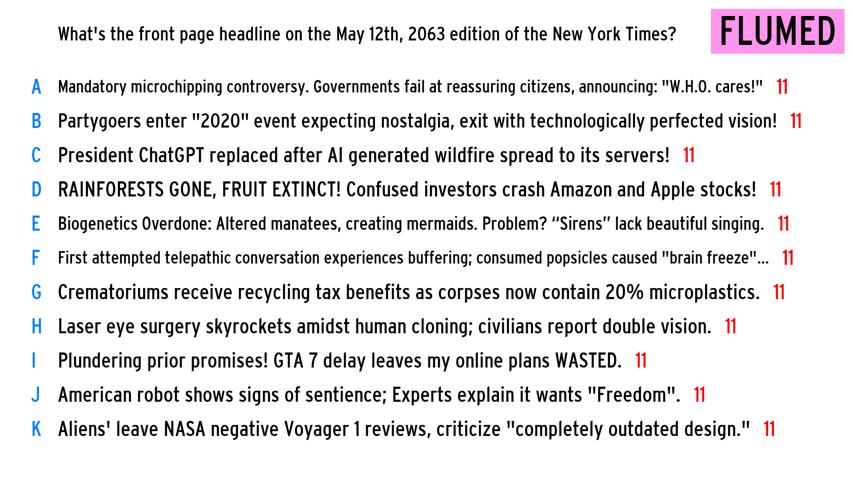 What's the front page headline on the May 12th, 2063 edition of the New York Times? FLUMED
A Mandatory microchipping controversy. Governments fail at reassuring citizens, announcing: "W.H.O. cares!" 11
B Partygoers enter "2020" event expecting nostalgia, exit with technologically perfected vision! 11
C President ChatGPT replaced after AI generated wildfire spread to its servers! 11
D RAINFORESTS GONE, FRUIT EXTINCT! Confused investors crash Amazon and Apple stocks! 11
E Biogenetics Overdone: Altered manatees, creating mermaids. Problem? “Sirens” lack beautiful singing. 11
F First attempted telepathic conversation experiences buffering; consumed popsicles caused "brain freeze"... 11
G Crematoriums receive recycling tax benefits as corpses now contain 20% microplastics. 11
H Laser eye surgery skyrockets amidst human cloning; civilians report double vision. 11
I Plundering prior promises! GTA 7 delay leaves my online plans WASTED. 11
J American robot shows signs of sentience; Experts explain it wants "Freedom". 11
K Aliens' leave NASA negative Voyager 1 reviews, criticize "completely outdated design." 11